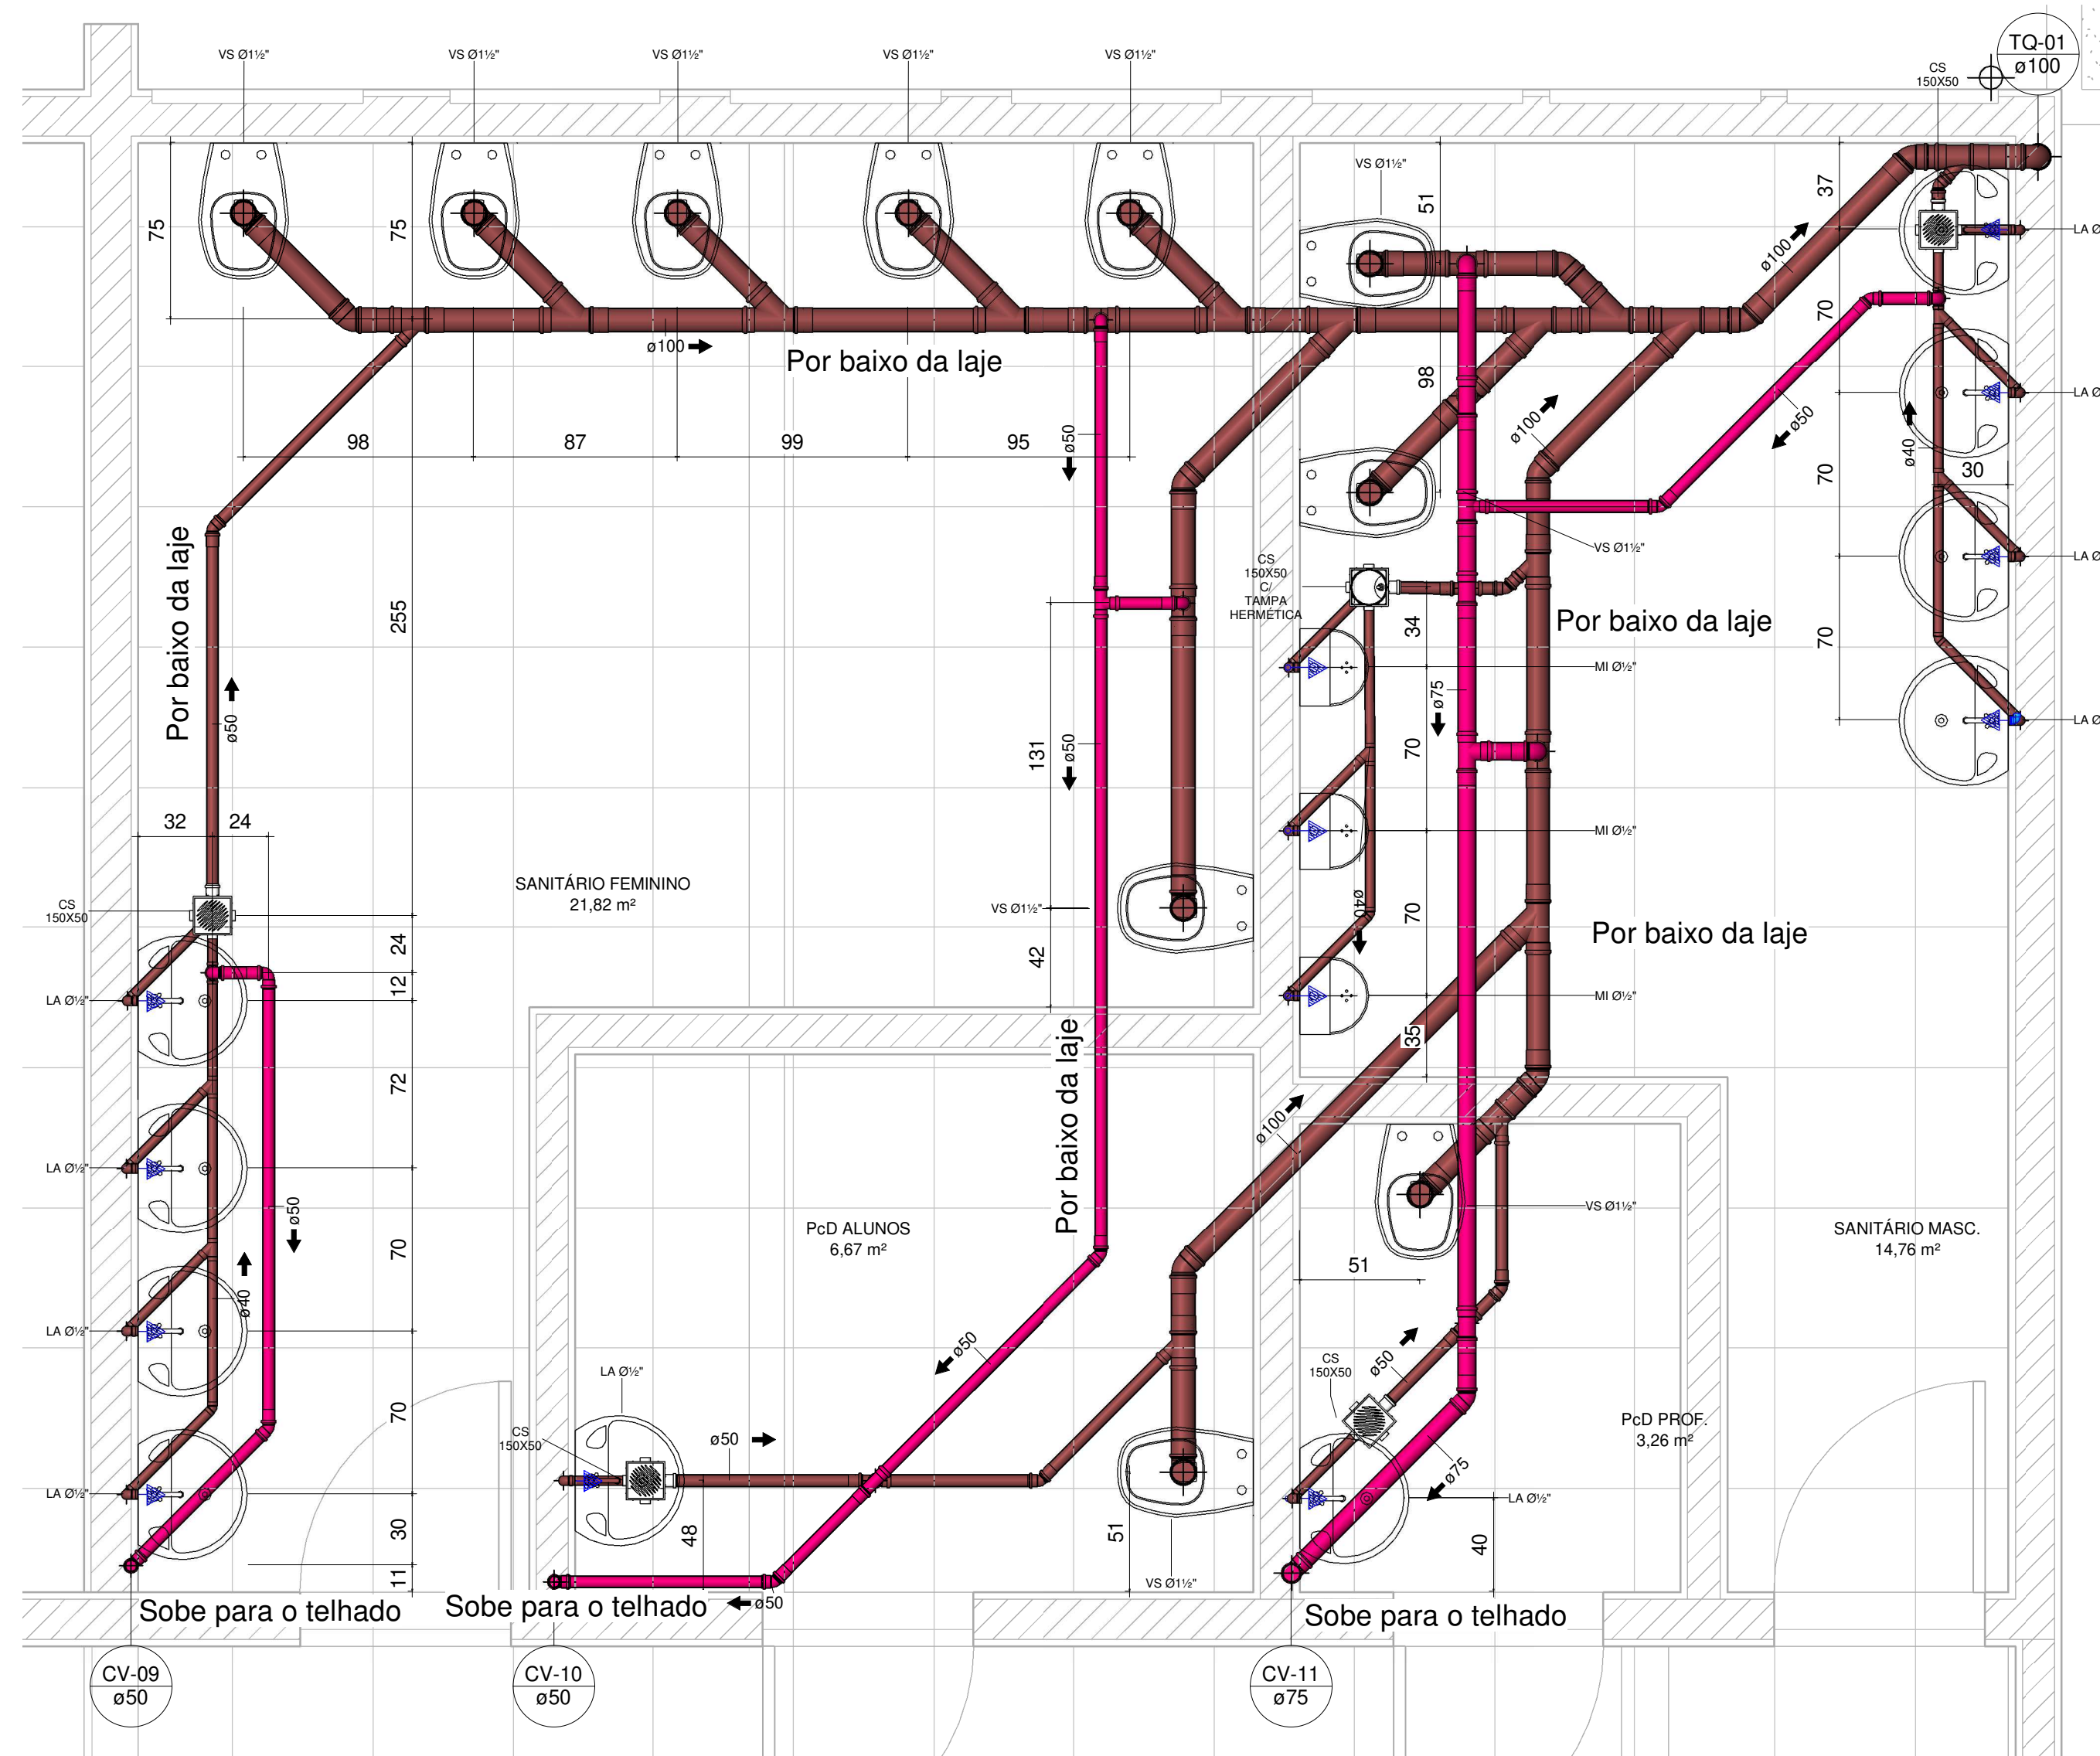 VS Ø1½"
VS Ø1½"
VS Ø1½"
VS Ø1½"
VS Ø1½"
TQ-01
ø100
CS
150X50
VS Ø1½"
51
37
75
75
LA Ø
ø100
70
ø100
Por baixo da laje
98
LA Ø
98
87
99
95
ø50
ø100
ø50
ø40
70
30
VS Ø1½"
LA Ø
CS
150X50
C/
TAMPA
HERMÉTICA
Por baixo da laje
255
34
Por baixo da laje
70
MI Ø½"
ø50
131
ø50
ø75
70
LA Ø
32
24
MI Ø½"
SANITÁRIO FEMININO
21,82 m²
CS
150X50
VS Ø1½"
ø40
70
Por baixo da laje
24
42
12
LA Ø½"
MI Ø½"
35
72
Por baixo da laje
ø100
LA Ø½"
ø50
PcD ALUNOS
6,67 m²
VS Ø1½"
SANITÁRIO MASC.
14,76 m²
70
51
ø40
LA Ø½"
ø50
LA Ø½"
CS
150X50
ø50
70
CS
150X50
ø50
PcD PROF.
3,26 m²
ø75
LA Ø½"
LA Ø½"
30
48
51
40
11
VS Ø1½"
ø50
Sobe para o telhado
Sobe para o telhado
Sobe para o telhado
CV-09
ø50
CV-10
ø50
CV-11
ø75